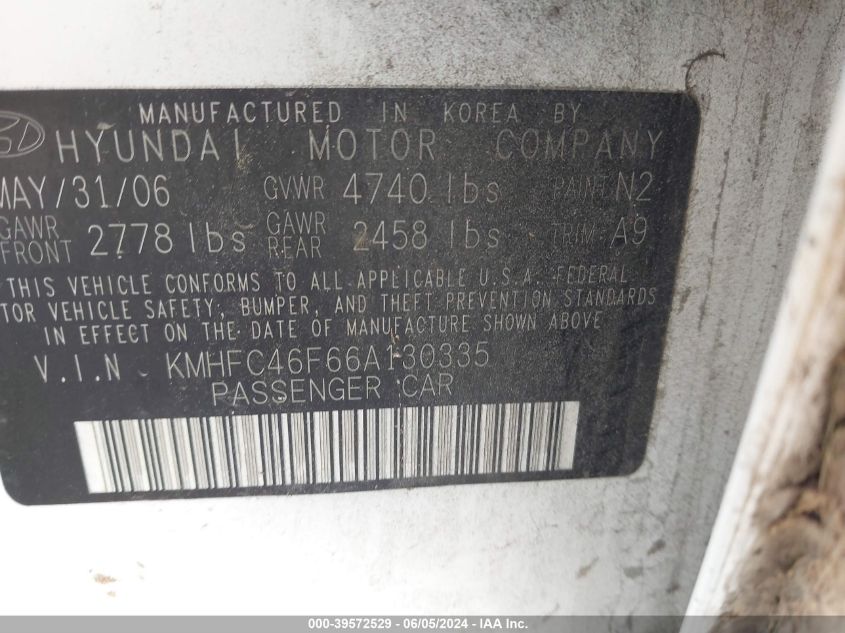 MANUFACTURED IN KOREA BY
HYUNDAI MOTOR COMPANY
MAY/31/06 GVWR 4740 lbs PAINT N2
GAWR FRONT 2778 lbs GAWR REAR 2458 lbs TRIM A9
THIS VEHICLE CONFORMS TO ALL APPLICABLE U.S.A. FEDERAL
TOR VEHICLE SAFETY, BUMPER, AND THEFT PREVENTION STANDARDS
IN EFFECT ON THE DATE OF MANUFACTURE SHOWN ABOVE
V.I.N - KMHFC46F66A130335
PASSENGER CAR
000-39572529 - 06/05/2024 - IAA Inc.